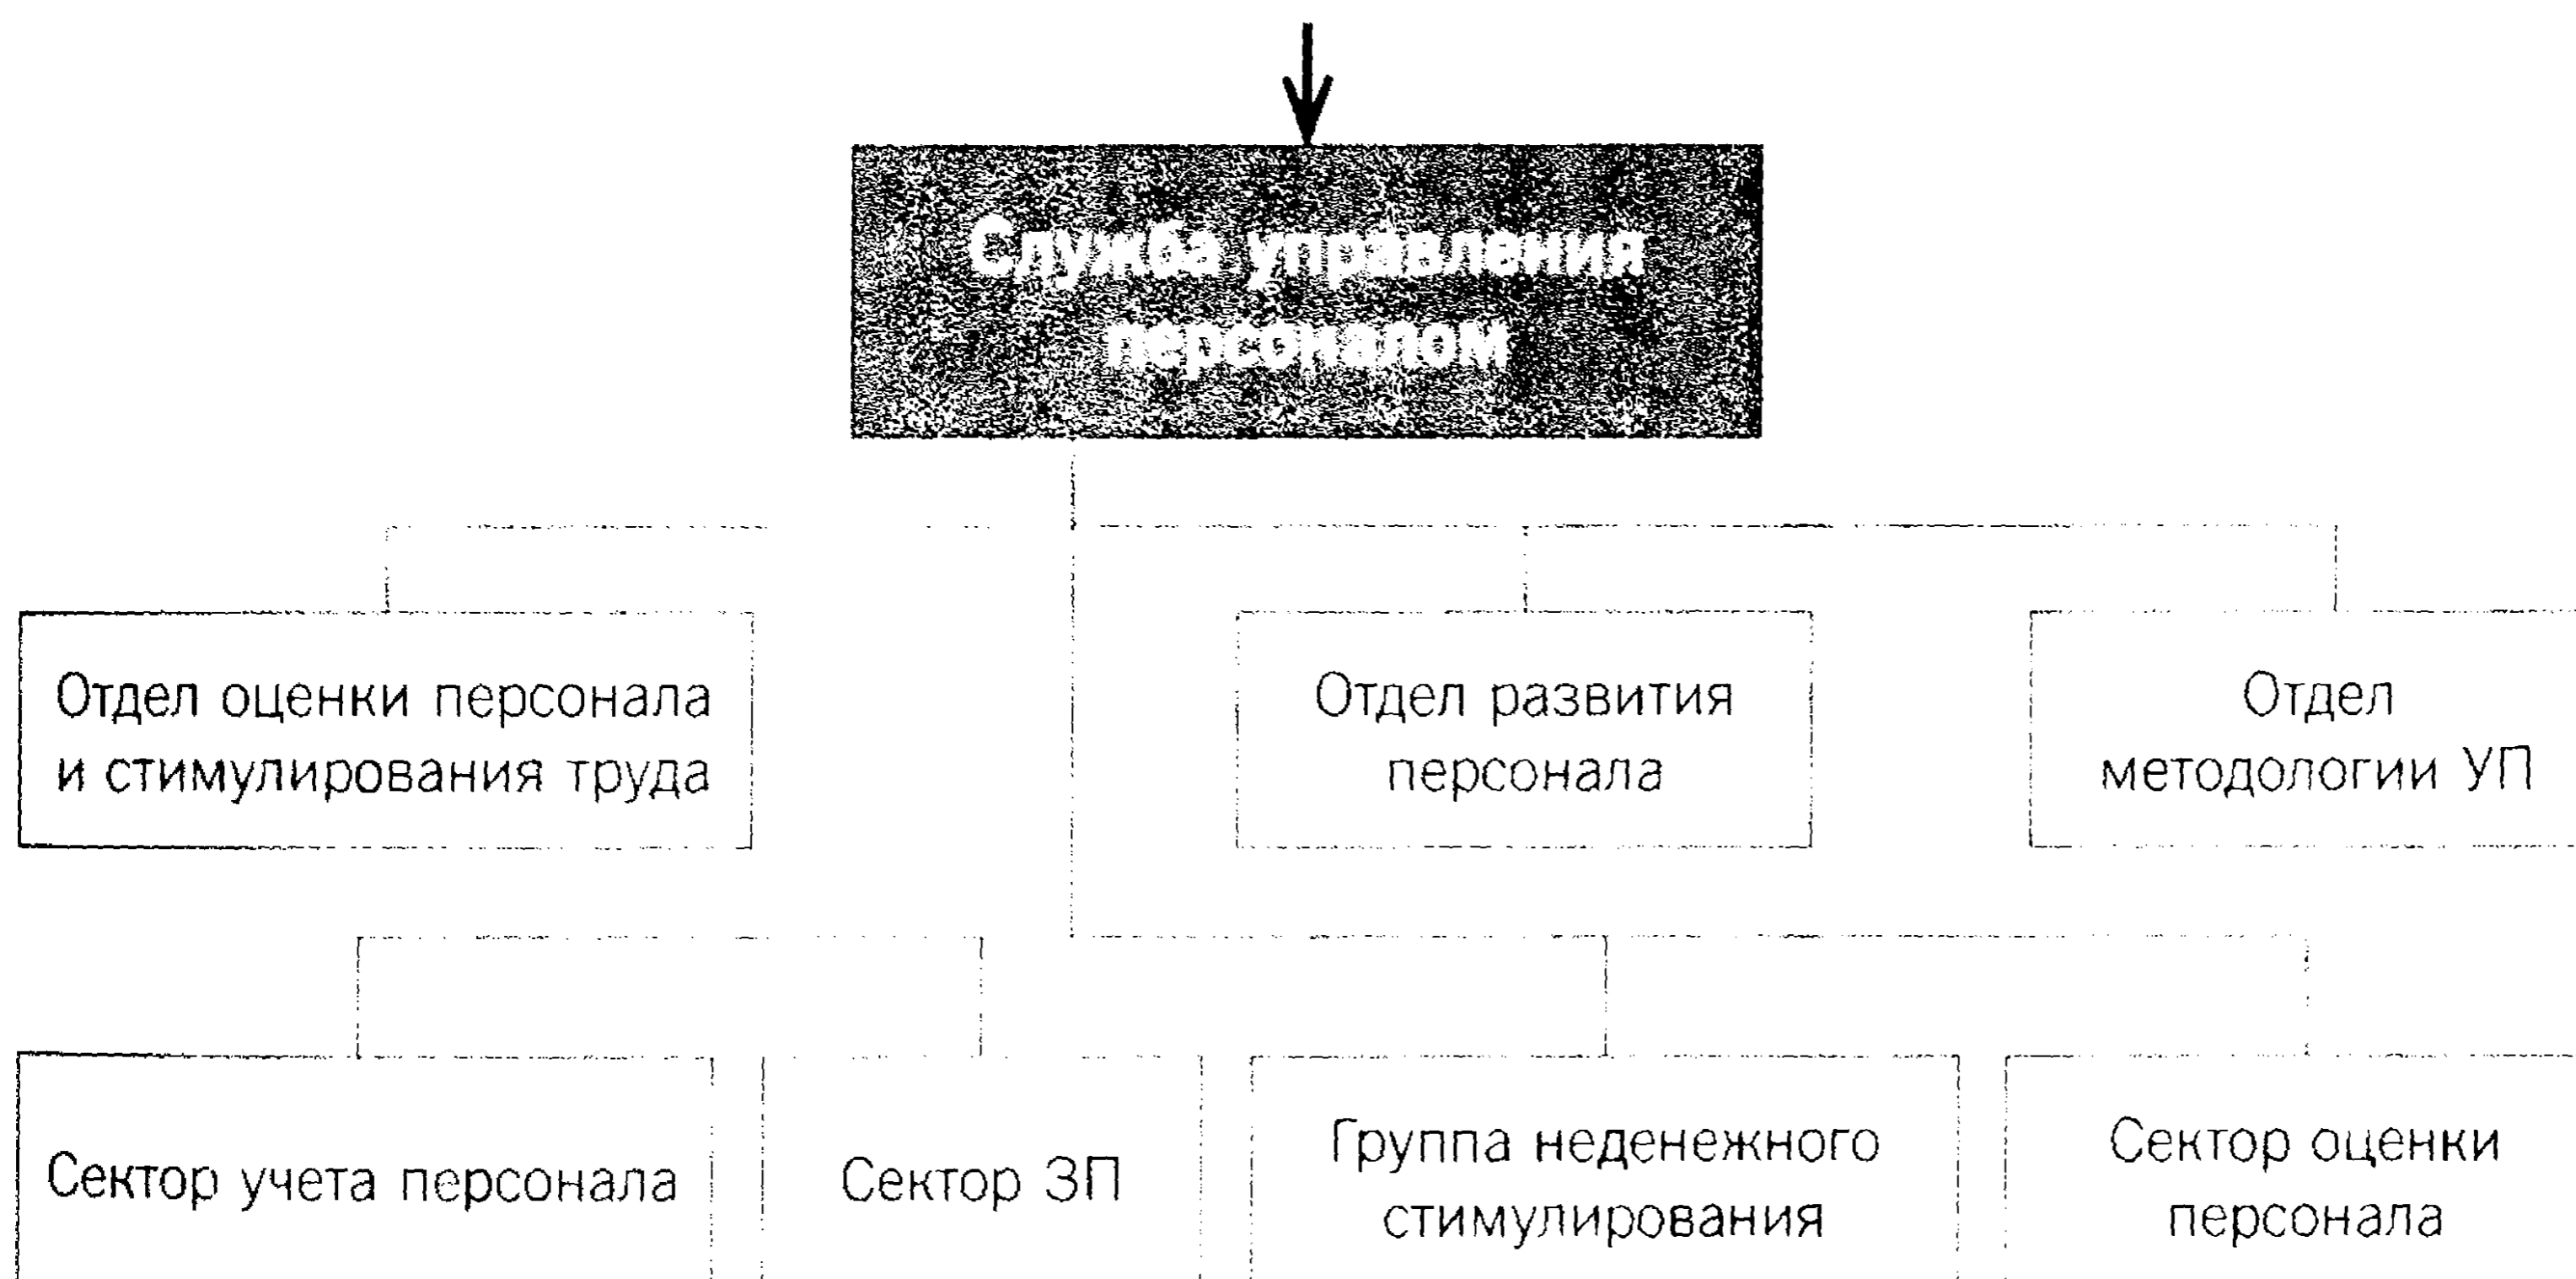 Служба управления
персоналом
Отдел оценки персонала
и стимулирования труда
Отдел развития
персонала
Отдел
методологии УП
Сектор учета персонала
Сектор ЗП
Группа неденежного
стимулирования
Сектор оценки
персонала